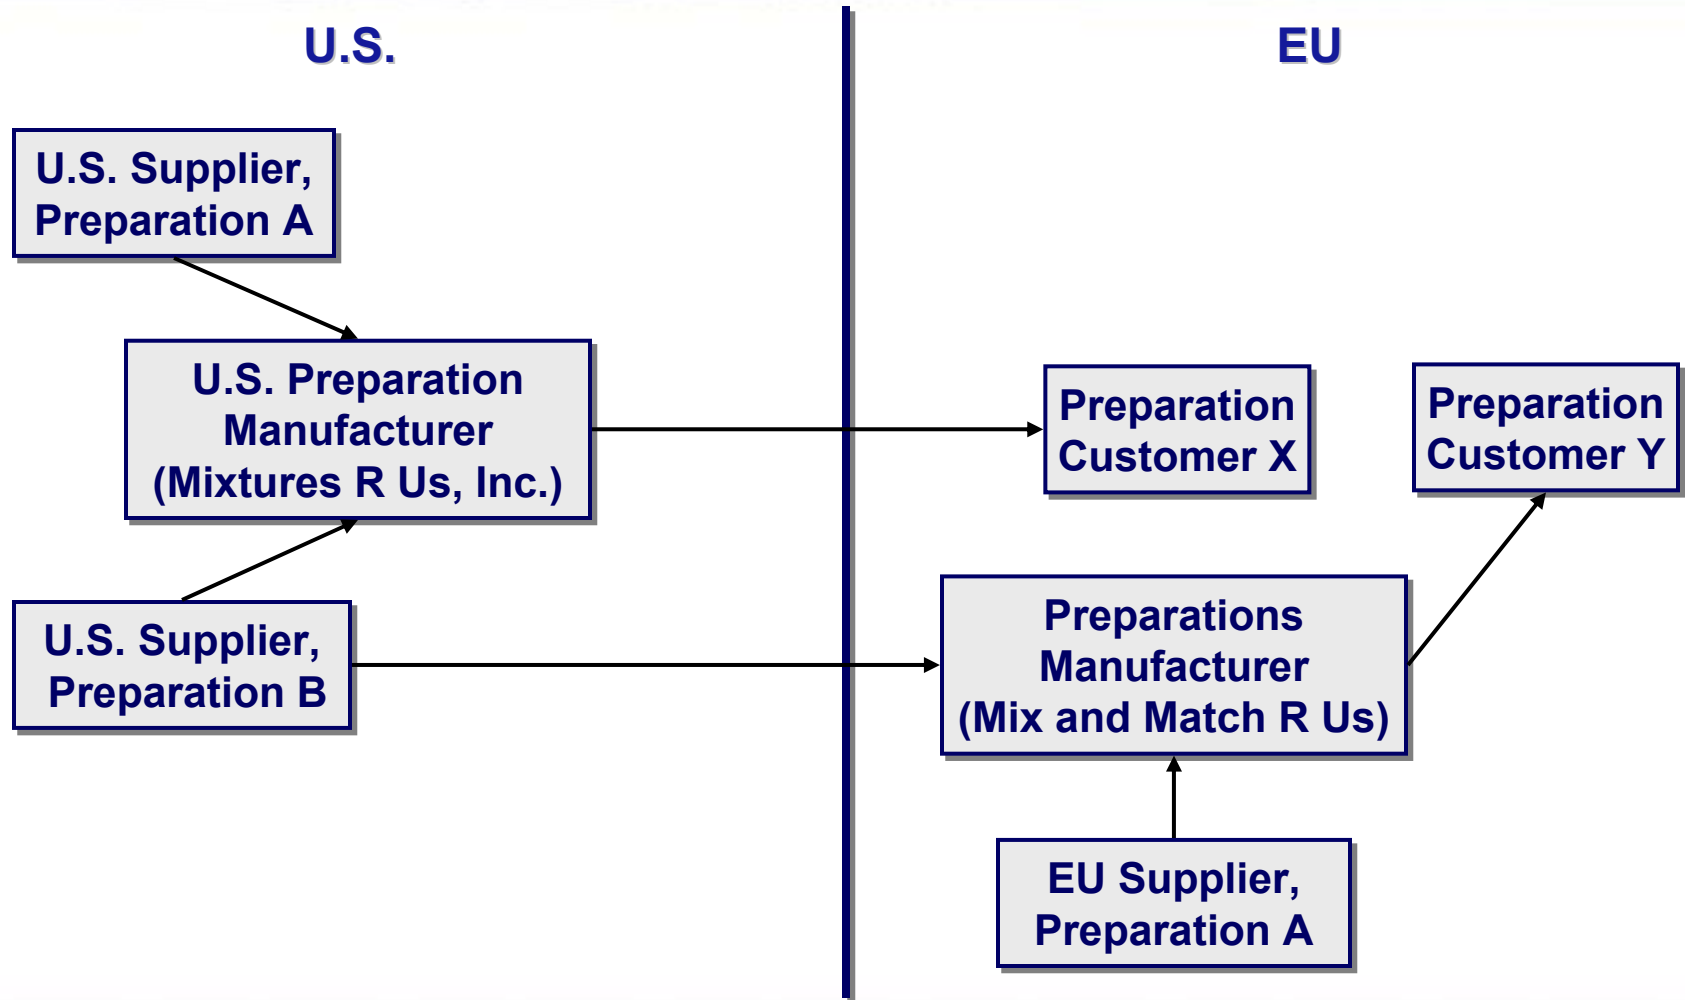 U.S.
EU
U.S. Supplier,
Preparation A
U.S. Preparation
Manufacturer
(Mixtures R Us, Inc.)
Preparation
Customer X
Preparation
Customer Y
U.S. Supplier,
Preparation B
Preparations
Manufacturer
(Mix and Match R Us)
EU Supplier,
Preparation A